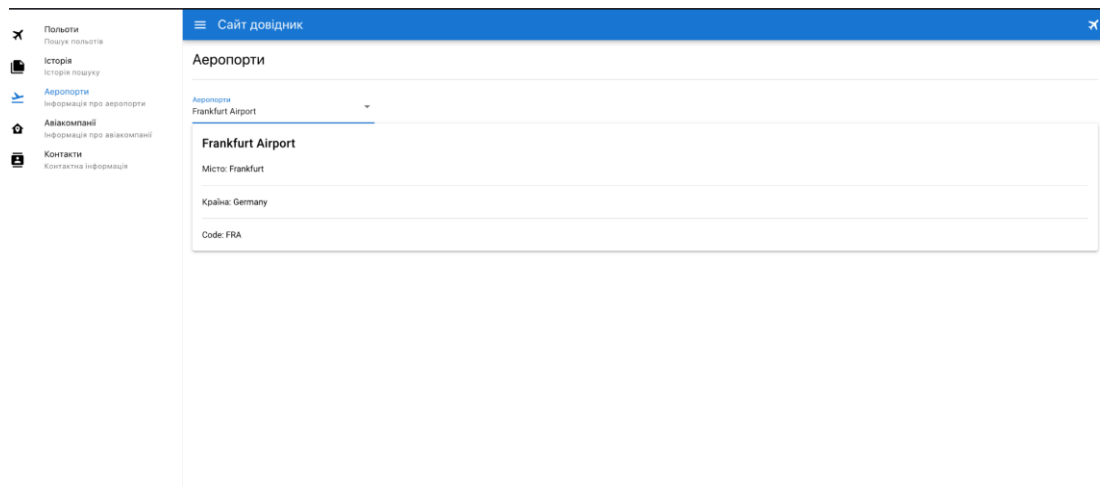 Польоти
Пошук польотів
Історія
Історія пошуку
Аеропорти
Інформація про аеропорти
Авіакомпанії
Інформація про авіакомпанії
Контакти
Контактна інформація
Сайт довідник
Аеропорти
Аеропорти
Frankfurt Airport
Frankfurt Airport
Місто: Frankfurt
Країна: Germany
Code: FRA